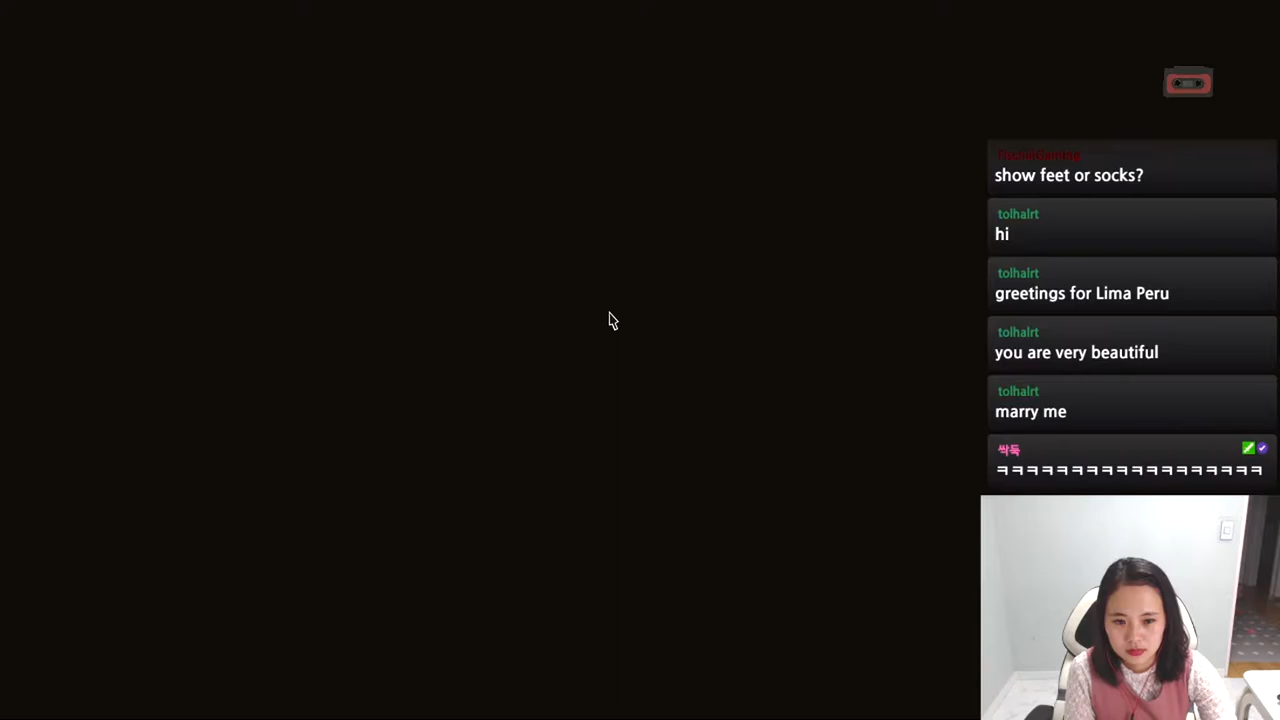 show feet or socks?
tolhalrt
hi
tolhalrt
greetings for Lima Peru
tolhalrt
you are very beautiful
tolhalrt
marry me
싹둑
ㅋㅋㅋㅋㅋㅋㅋㅋㅋㅋㅋㅋㅋㅋㅋㅋㅋㅋ